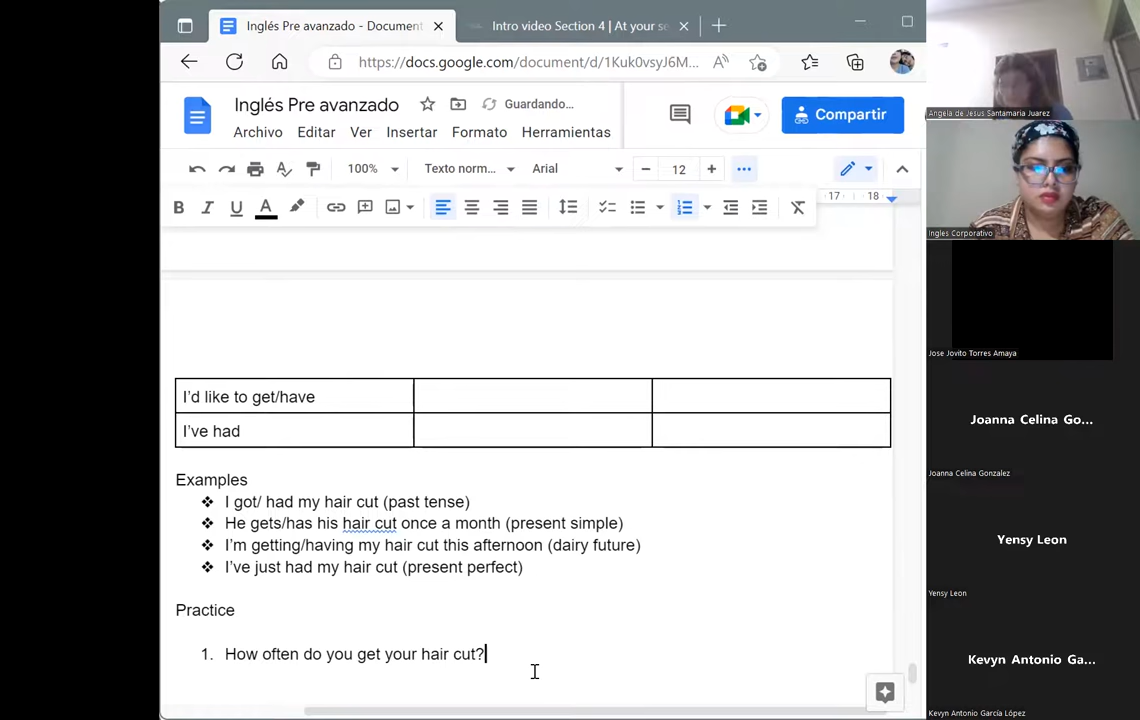 Inglés Pre avanzado - Document
Intro video Section 4 | At your se
https://docs.google.com/document/d/1Kuk0vsyJ6M...
Inglés Pre avanzado
Guardando...
Compartir
Archivo
Editar
Ver
Insertar
Formato
Herramientas
100%
Texto norm...
Arial
12
17
18
I'd like to get/have
I've had
Examples
❖ I got/ had my hair cut (past tense)
❖ He gets/has his hair cut once a month (present simple)
❖ I'm getting/having my hair cut this afternoon (dairy future)
❖ I've just had my hair cut (present perfect)
Practice
1. How often do you get your hair cut?
Angela de Jesus Santamaria Juarez
Ingles Corporativo
Jose Jovito Torres Amaya
Joanna Celina Go...
Joanna Celina Gonzalez
Yensy Leon
Yensy Leon
Kevyn Antonio Ga...
Kevyn Antonio García López